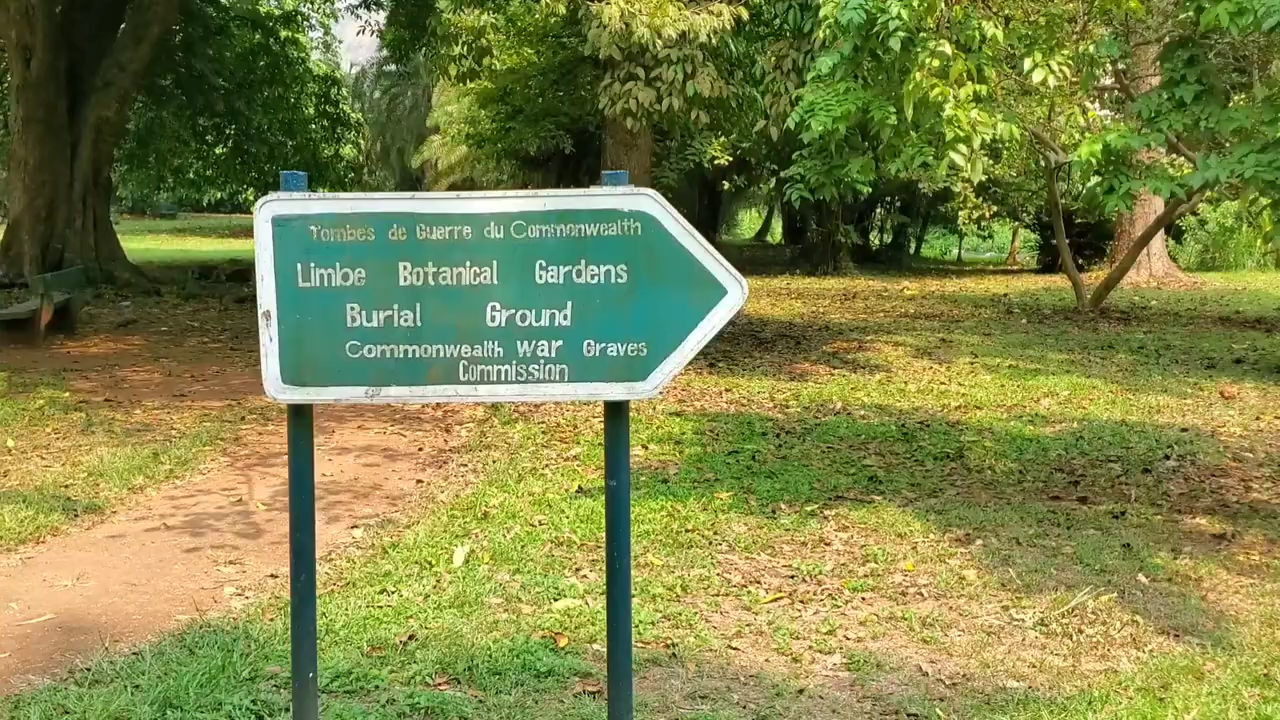 Tombes de Guerre du Commonwealth
Limbe Botanical Gardens
Burial Ground
Commonwealth war Graves
Commission